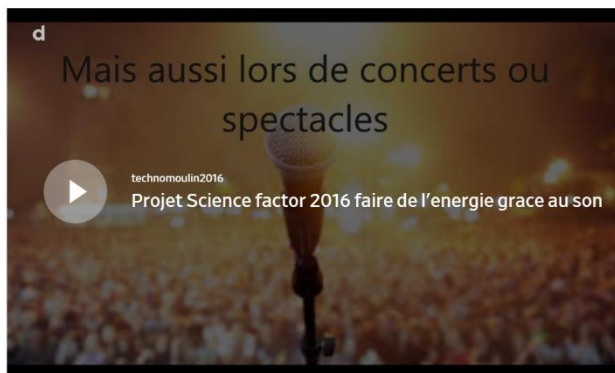 d
Mais aussi lors de concerts ou
spectacles
technomoulin2016
Projet Science factor 2016 faire de l'energie grace au son